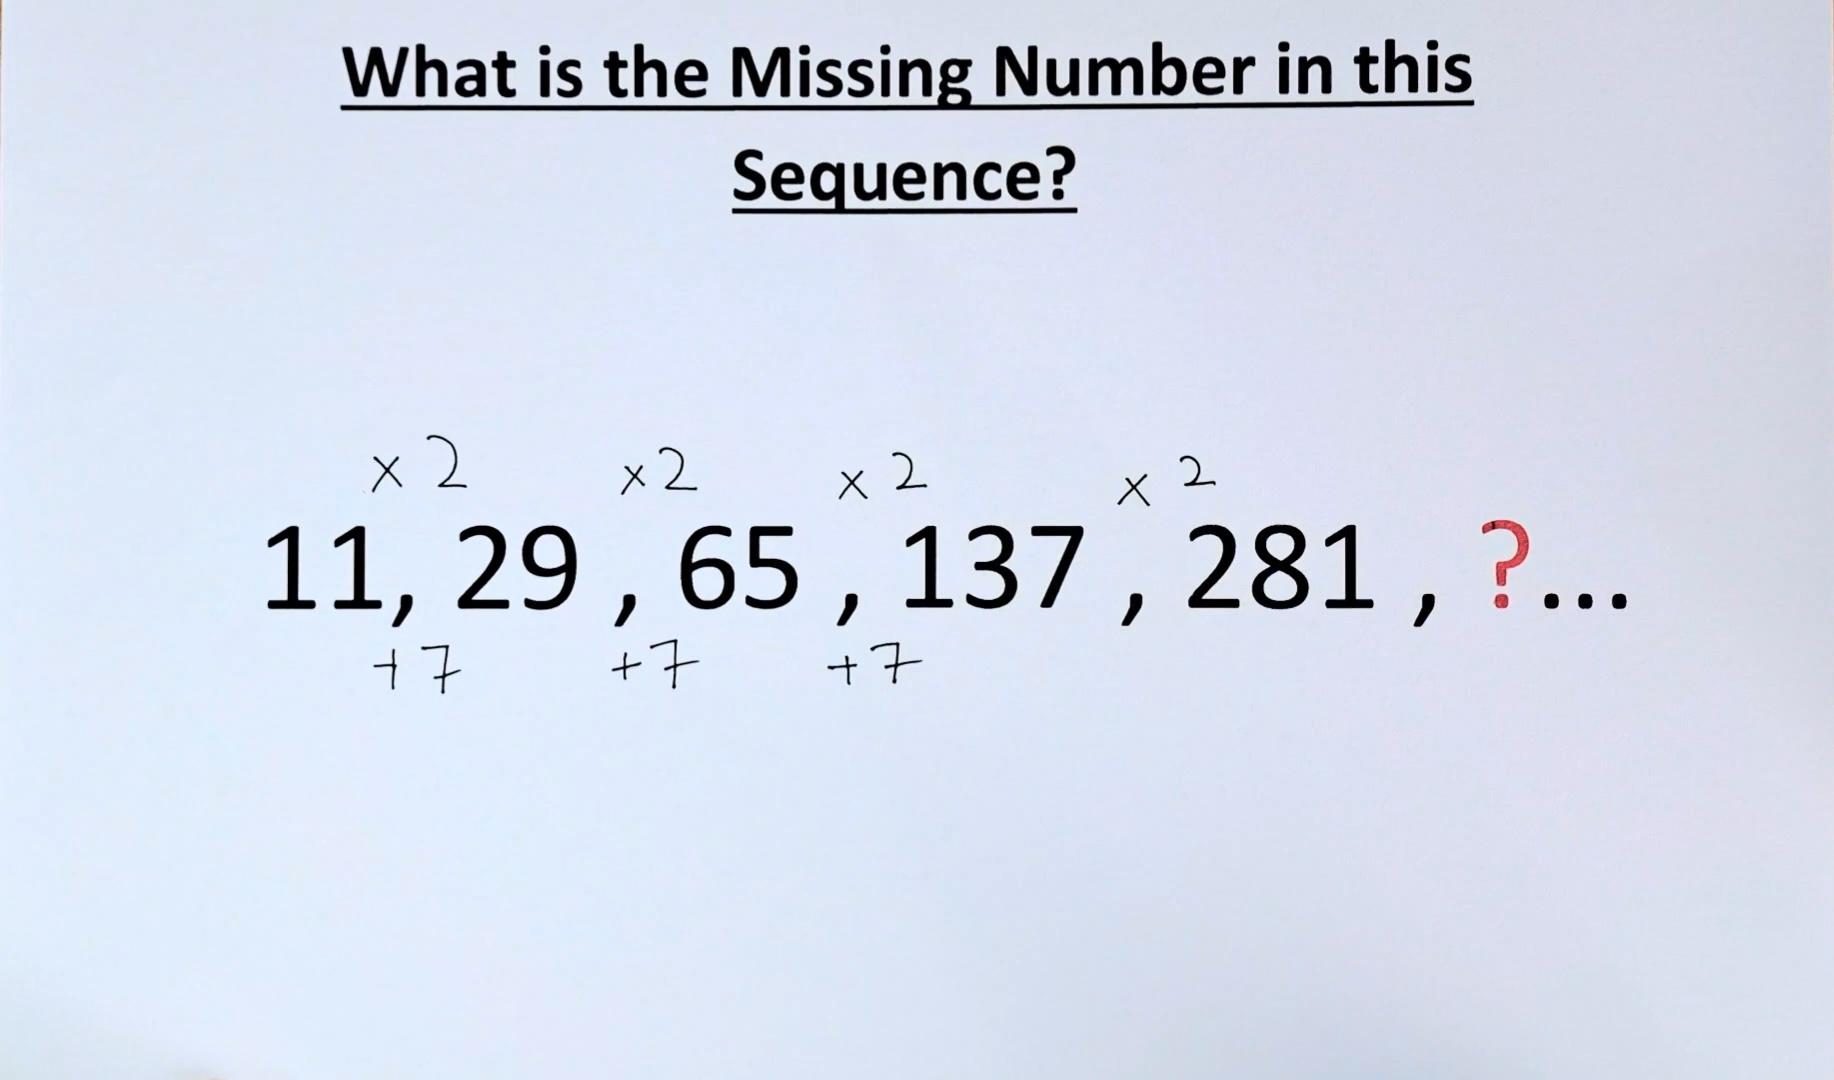 What is the Missing Number in this
Sequence?
x 2 x 2 x 2 x 2
11, 29 , 65 , 137 , 281 , ?...
+7 +7 +7